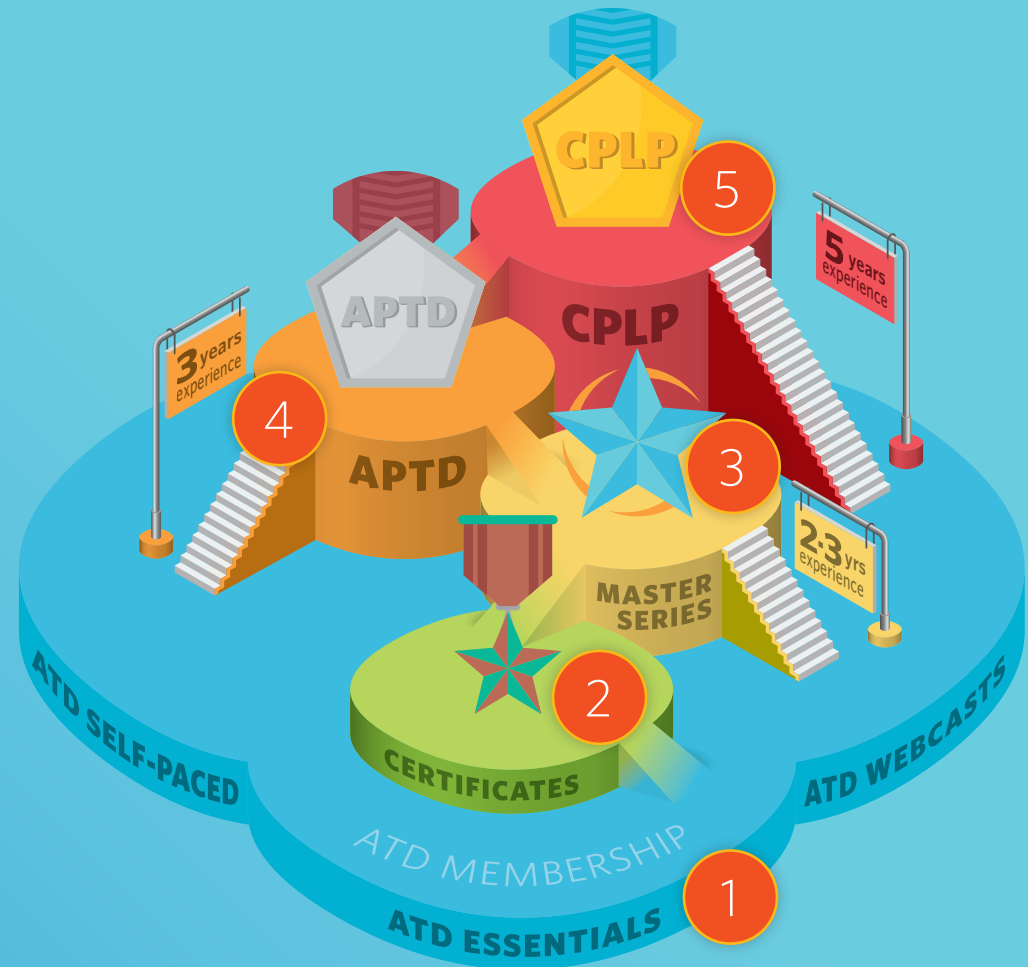 CPLP
5
5 years
experience
APTD
CPLP
3 years
experience
4
APTD
3
2-3 yrs
experience
MASTER
SERIES
2
CERTIFICATES
ATD SELF-PACED
ATD WEBCASTS
ATD MEMBERSHIP
1
ATD ESSENTIALS